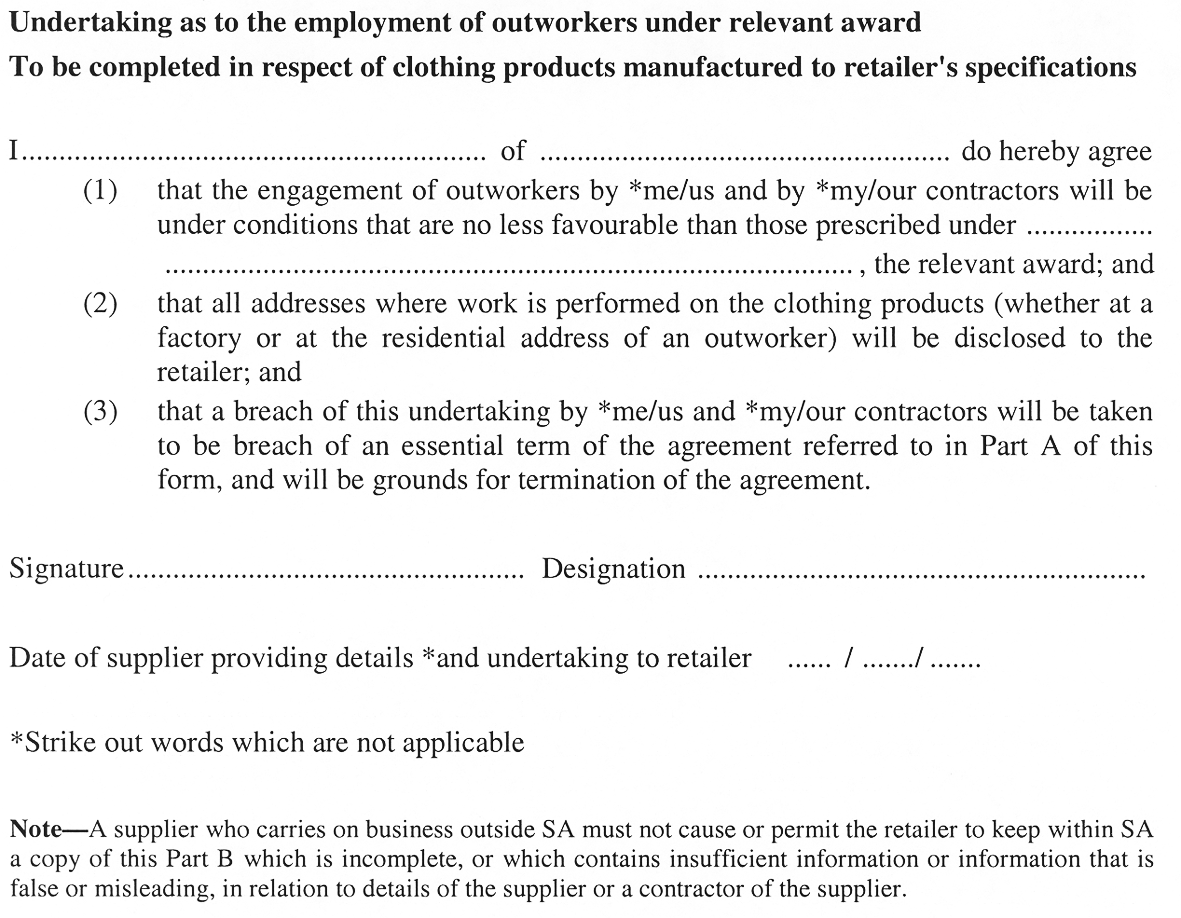 Undertaking as to the employment of outworkers under relevant award
To be completed in respect of clothing products manufactured to retailer's specifications
I.............................................................. of ....................................................... do hereby agree
(1) that the engagement of outworkers by *me/us and by *my/our contractors will be
under conditions that are no less favourable than those prescribed under .................
............................................................................................ , the relevant award; and
(2) that all addresses where work is performed on the clothing products (whether at a
factory or at the residential address of an outworker) will be disclosed to the
retailer; and
(3) that a breach of this undertaking by *me/us and *my/our contractors will be taken
to be breach of an essential term of the agreement referred to in Part A of this
form, and will be grounds for termination of the agreement.
Signature..................................................... Designation ............................................................
Date of supplier providing details *and undertaking to retailer ...... / ......./ .......
*Strike out words which are not applicable
Note—A supplier who carries on business outside SA must not cause or permit the retailer to keep within SA
a copy of this Part B which is incomplete, or which contains insufficient information or information that is
false or misleading, in relation to details of the supplier or a contractor of the supplier.